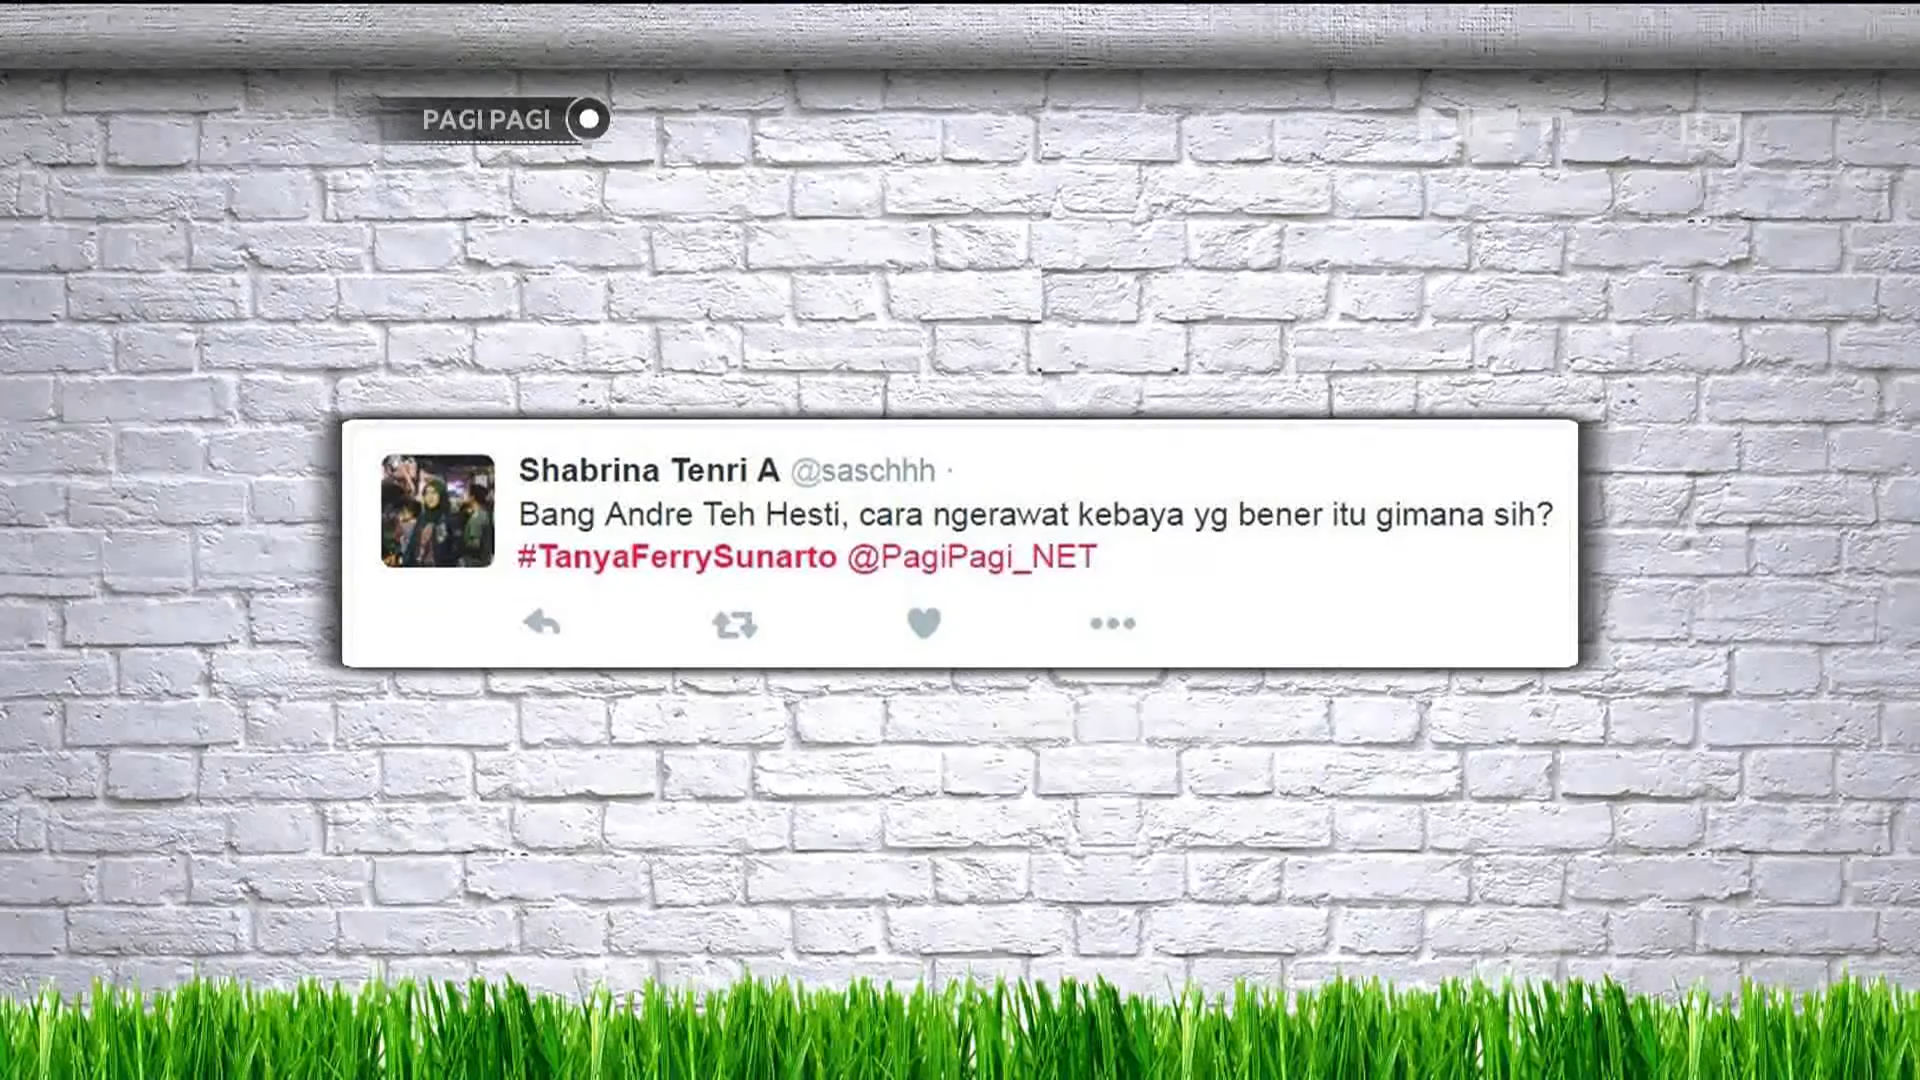 PAGI PAGI
Shabrina Tenri A @saschhh ·
Bang Andre Teh Hesti, cara ngerawat kebaya yg bener itu gimana sih?
#TanyaFerrySunarto @PagiPagi_NET